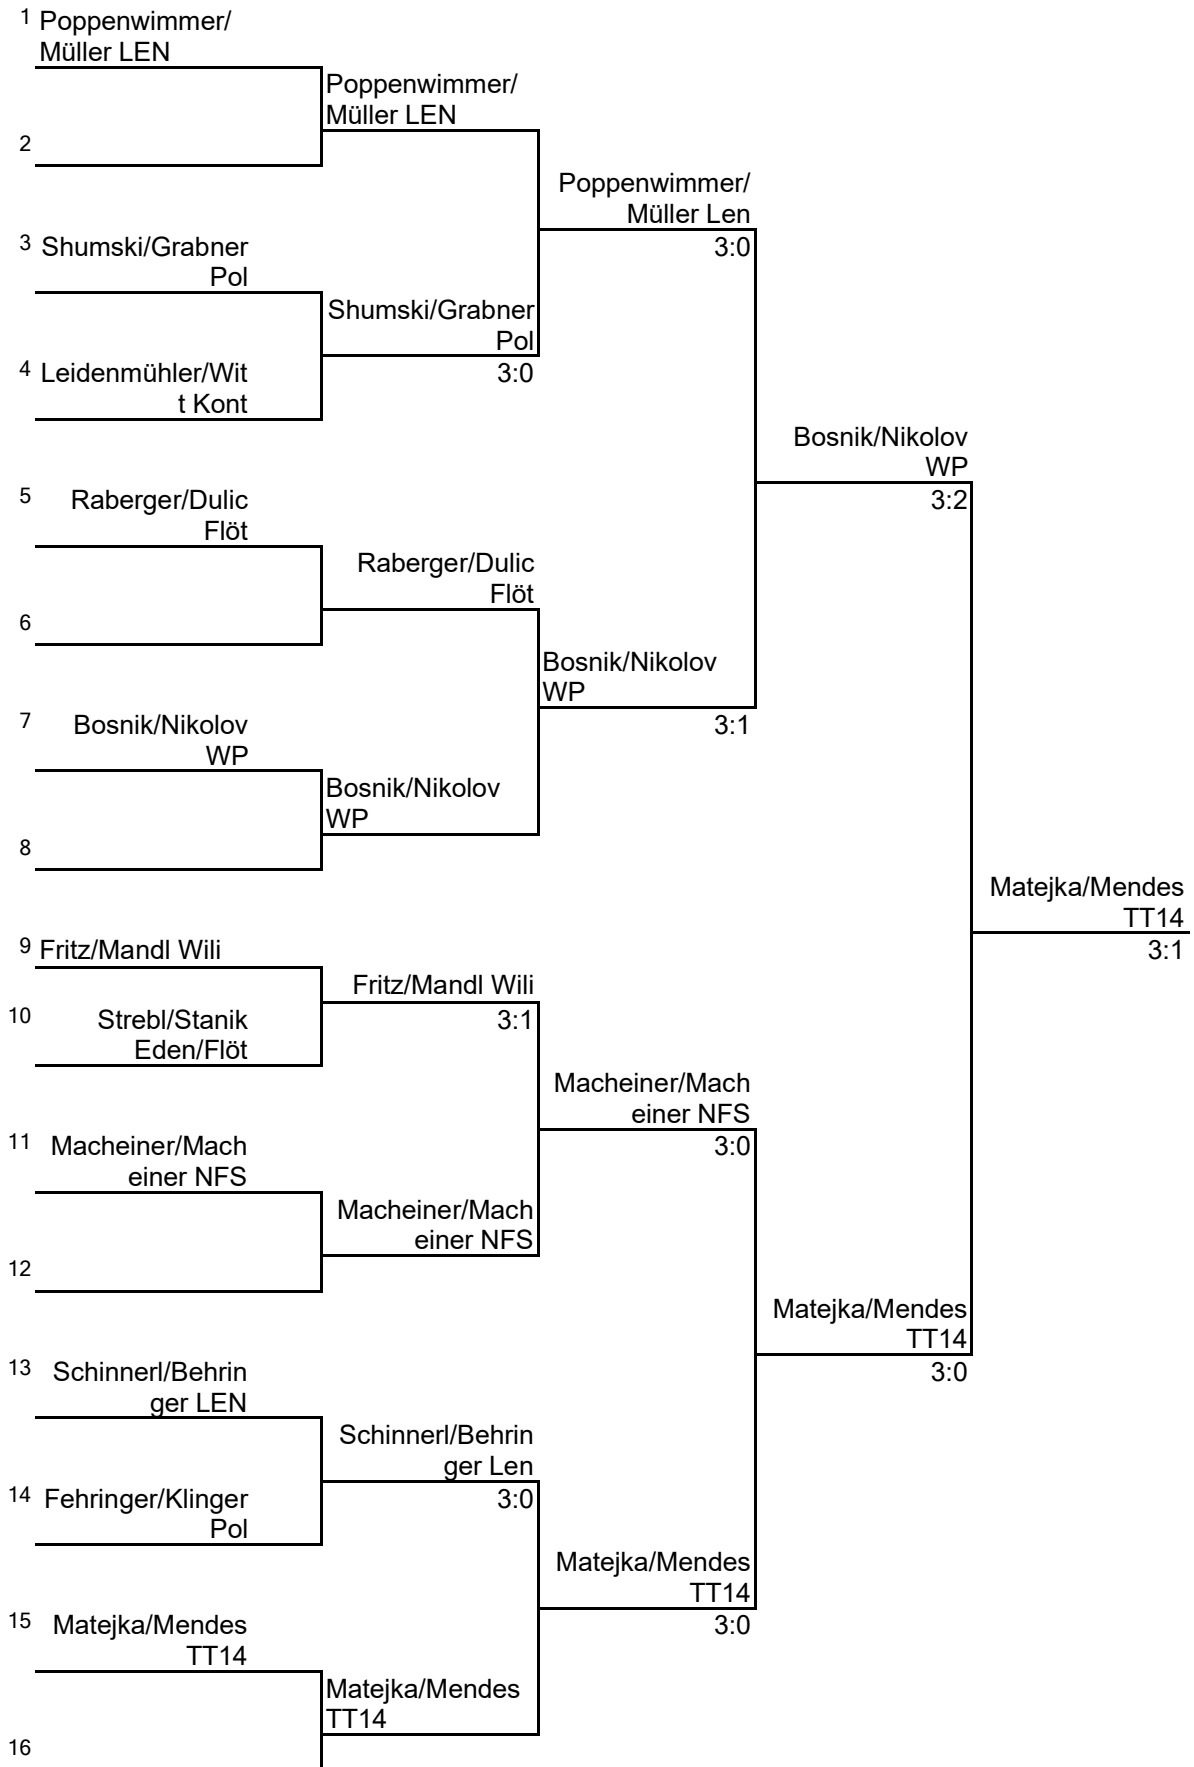 1 Poppenwimmer/
Müller LEN
Poppenwimmer/
Müller LEN
2
Poppenwimmer/
Müller Len
3:0
3 Shumski/Grabner
Pol
Shumski/Grabner
Pol
3:0
4 Leidenmühler/Wit
t Kont
Bosnik/Nikolov
WP
3:2
5 Raberger/Dulic
Flöt
Raberger/Dulic
Flöt
6
Bosnik/Nikolov
WP
3:1
7 Bosnik/Nikolov
WP
Bosnik/Nikolov
WP
8
Matejka/Mendes
TT14
3:1
9 Fritz/Mandl Wili
Fritz/Mandl Wili
3:1
10 Strebl/Stanik
Eden/Flöt
Macheiner/Mach
einer NFS
3:0
11 Macheiner/Mach
einer NFS
Macheiner/Mach
einer NFS
12
Matejka/Mendes
TT14
3:0
13 Schinnerl/Behrin
ger LEN
Schinnerl/Behrin
ger Len
3:0
14 Fehringer/Klinger
Pol
Matejka/Mendes
TT14
3:0
15 Matejka/Mendes
TT14
Matejka/Mendes
TT14
16